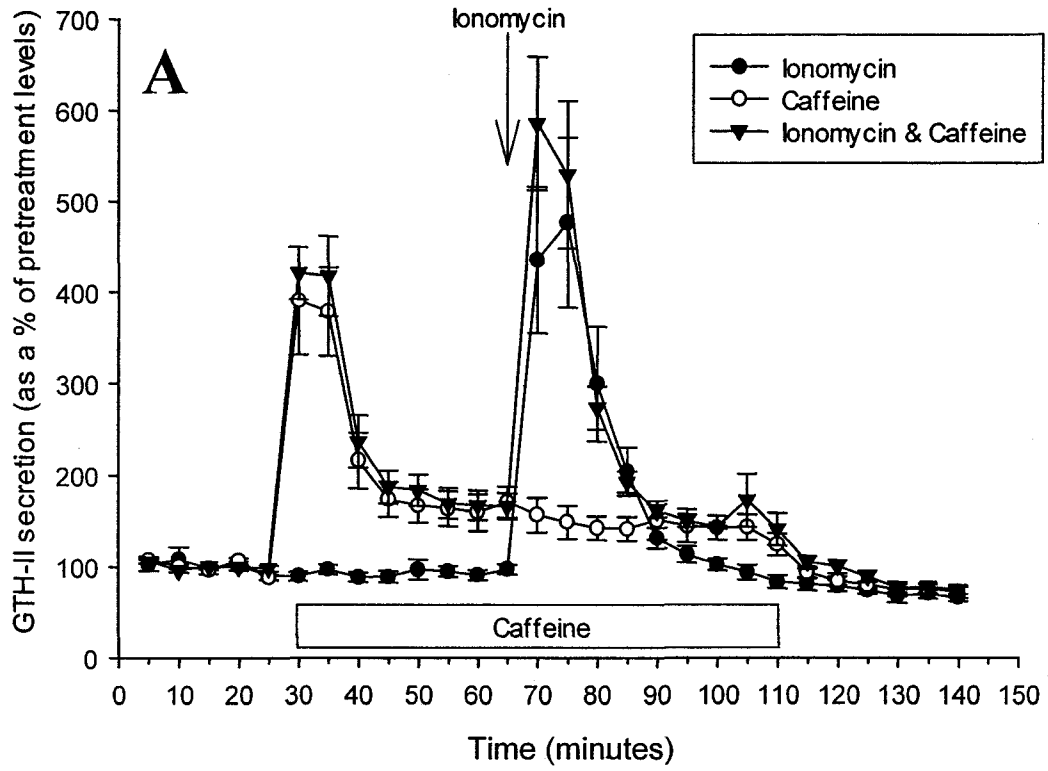 GTH-II secretion (as a % of pretreatment levels)
700
600
500
400
300
200
100
0
A
Ionomycin
Ionomycin
Caffeine
Ionomycin & Caffeine
Caffeine
0 10 20 30 40 50 60 70 80 90 100 110 120 130 140 150
Time (minutes)